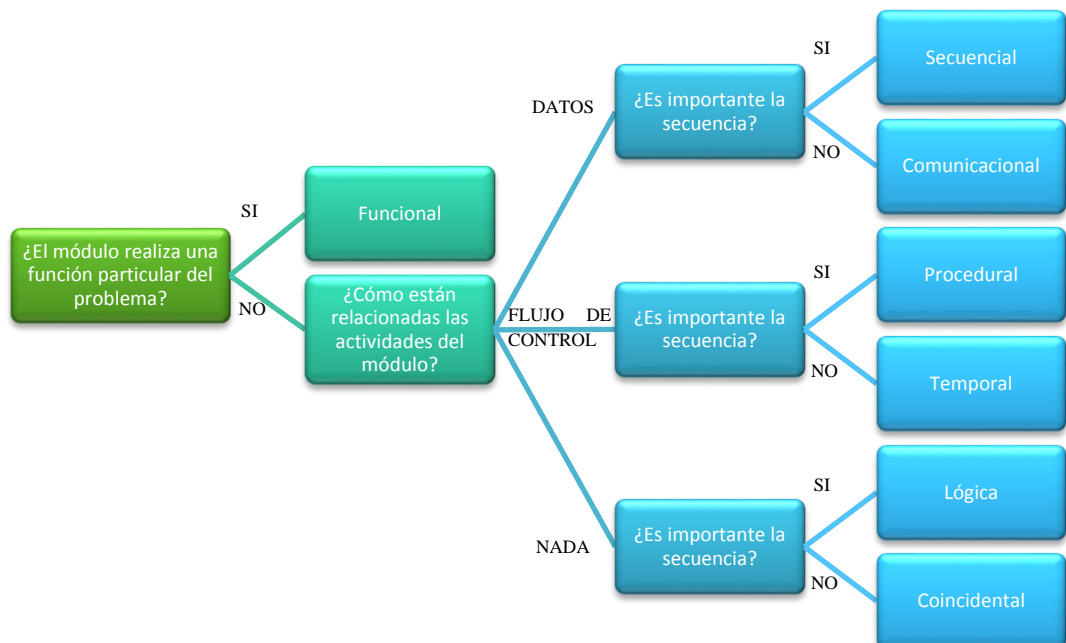 ¿El módulo realiza una
función particular del
problema?
SI
NO
Funcional
¿Cómo están
relacionadas las
actividades del
módulo?
DATOS
FLUJO DE
CONTROL
NADA
¿Es importante la
secuencia?
SI
NO
Secuencial
Comunicacional
¿Es importante la
secuencia?
SI
NO
Procedural
Temporal
¿Es importante la
secuencia?
SI
NO
Lógica
Coincidental